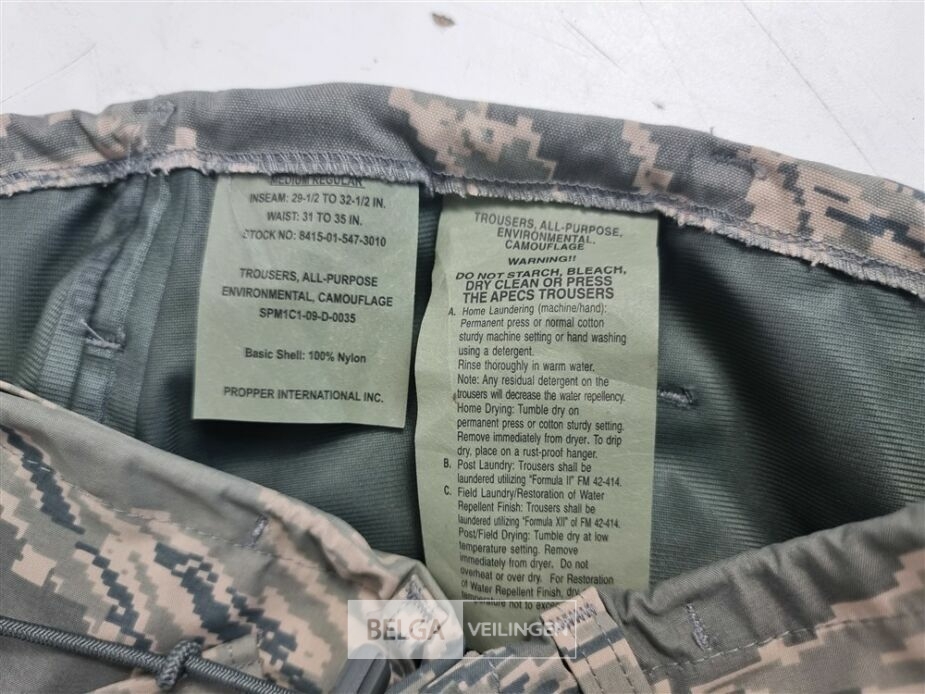 MEDIUM REGULAR
INSEAM: 29-1/2 TO 32-1/2 IN.
WAIST: 31 TO 35 IN.
STOCK NO: 8415-01-547-3010
TROUSERS, ALL-PURPOSE
ENVIRONMENTAL, CAMOUFLAGE
SPM1C1-09-D-0035
Basic Shell: 100% Nylon
PROPPER INTERNATIONAL INC.
TROUSERS, ALL-PURPOSE,
ENVIRONMENTAL,
CAMOUFLAGE
WARNING!!
DO NOT STARCH, BLEACH,
DRY CLEAN OR PRESS
THE APECS TROUSERS
A. Home Laundering (machine/hand):
Permanent press or normal cotton
sturdy machine setting or hand washing
using a detergent.
Rinse thoroughly in warm water.
Note: Any residual detergent on the
trousers will decrease the water repellency.
Home Drying: Tumble dry on
permanent press or cotton sturdy setting.
Remove immediately from dryer. To drip
dry, place on a rust-proof hanger.
B. Post Laundry: Trousers shall be
laundered utilizing "Formula II" FM 42-414.
C. Field Laundry/Restoration of Water
Repellent Finish: Trousers shall be
laundered utilizing "Formula XII" of FM 42-414.
Post/Field Drying: Tumble dry at low
temperature setting. Remove
immediately from dryer. Do not
overheat or over dry. For Restoration
of Water Repellent Finish, dry
temperature not to exceed
BELGA VEILINGEN